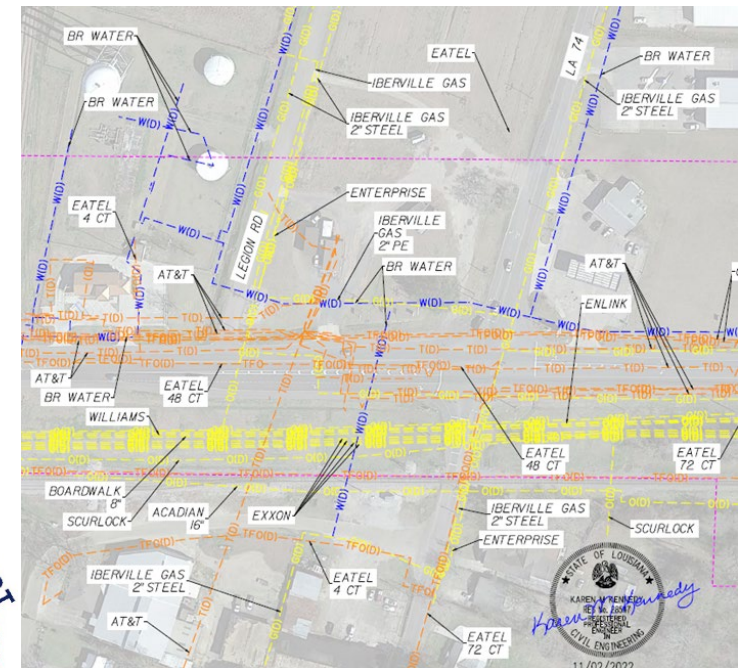 BR WATER
EATEL
LA 74
BR WATER
IBERVILLE GAS
BR WATER
IBERVILLE GAS
2" STEEL
IBERVILLE GAS
2" STEEL
EATEL
4 CT
ENTERPRISE
IBERVILLE
GAS
2" PE
LEGION RD
AT&T
BR WATER
AT&T
ENLINK
AT&T
BR WATER
EATEL
48 CT
WILLIAMS
EATEL
48 CT
EATEL
72 CT
BOARDWALK
8"
SCURLOCK
ACADIAN
16"
EXXON
IBERVILLE GAS
2" STEEL
ENTERPRISE
SCURLOCK
IBERVILLE GAS
2" STEEL
EATEL
4 CT
AT&T
EATEL
72 CT
STATE OF LOUISIANA
KAREN M. KENNEDY
REGISTERED
PROFESSIONAL
ENGINEER
IN
CIVIL ENGINEERING
Karen M. Kennedy
11/02/2022
W(D)
T(D)
O(D)
TFO(D)
TFO